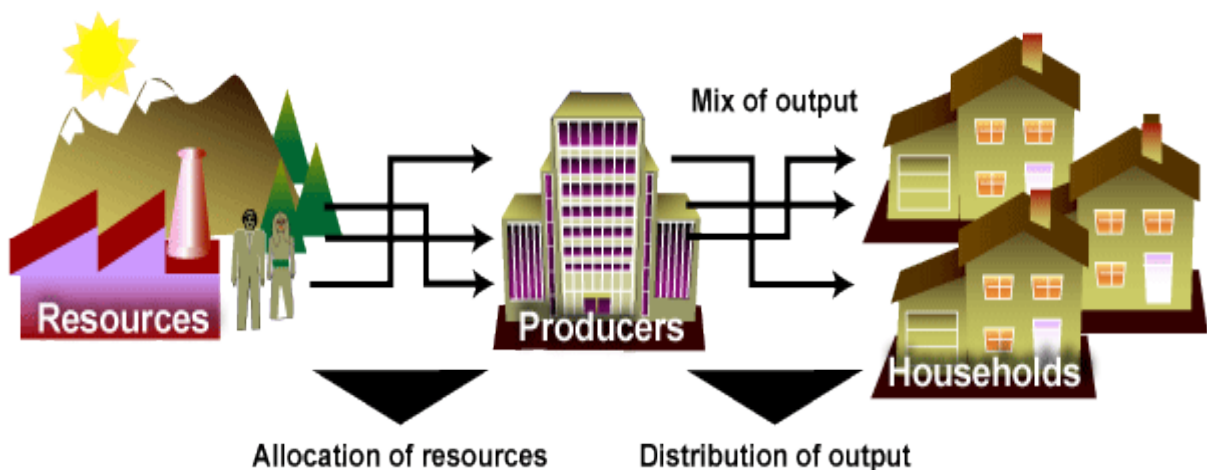 Mix of output
Resources
Producers
Households
Allocation of resources
Distribution of output